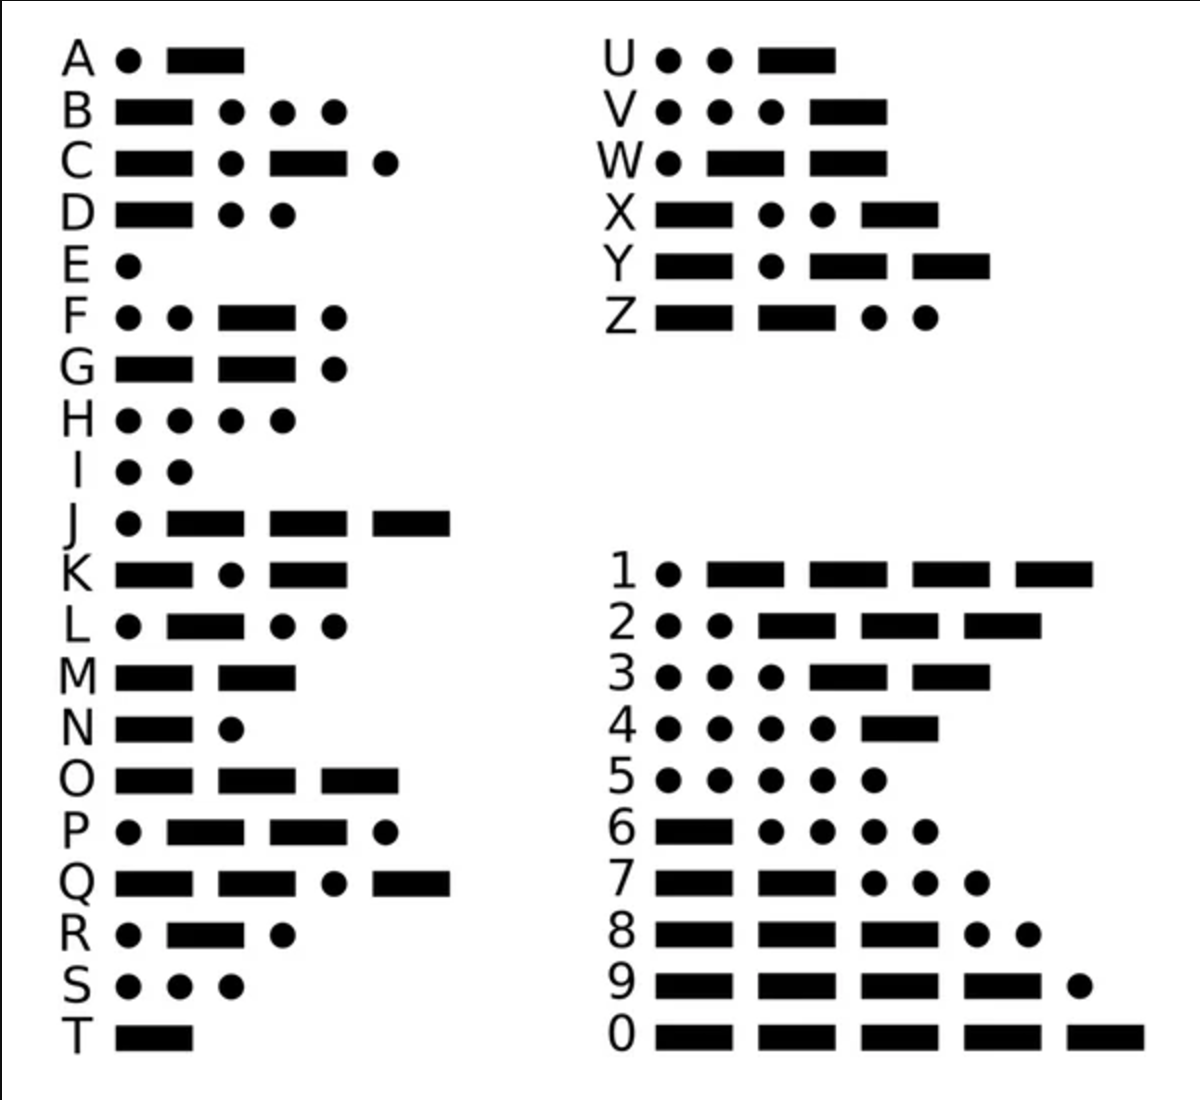 A ● ▬
B ▬ ● ● ●
C ▬ ● ▬ ●
D ▬ ● ●
E ●
F ● ● ▬ ●
G ▬ ▬ ●
H ● ● ● ●
I ● ●
J ● ▬ ▬ ▬
K ▬ ● ▬
L ● ▬ ● ●
M ▬ ▬
N ▬ ●
O ▬ ▬ ▬
P ● ▬ ▬ ●
Q ▬ ▬ ● ▬
R ● ▬ ●
S ● ● ●
T ▬
U ● ● ▬
V ● ● ● ▬
W ● ▬ ▬
X ▬ ● ● ▬
Y ▬ ● ▬ ▬
Z ▬ ▬ ● ●
1 ● ▬ ▬ ▬ ▬
2 ● ● ▬ ▬ ▬
3 ● ● ● ▬ ▬
4 ● ● ● ● ▬
5 ● ● ● ● ●
6 ▬ ● ● ● ●
7 ▬ ▬ ● ● ●
8 ▬ ▬ ▬ ● ●
9 ▬ ▬ ▬ ▬ ●
0 ▬ ▬ ▬ ▬ ▬